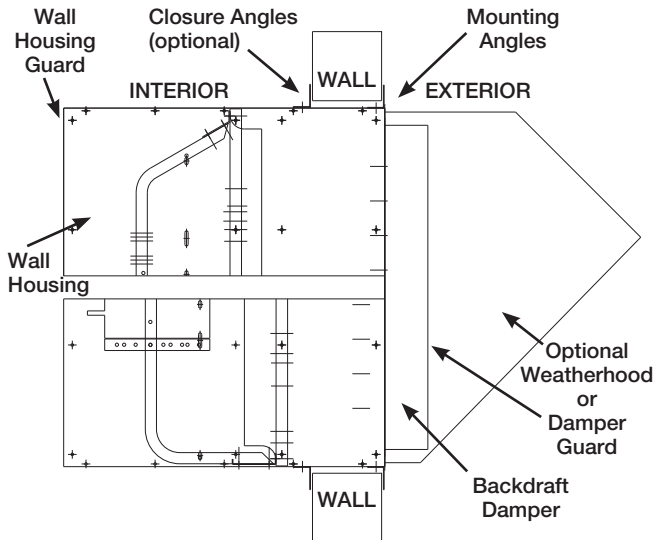 Wall
Housing
Guard
Closure Angles
(optional)
Mounting
Angles
WALL
INTERIOR
EXTERIOR
Wall
Housing
Optional
Weatherhood
or
Damper
Guard
Backdraft
Damper
WALL